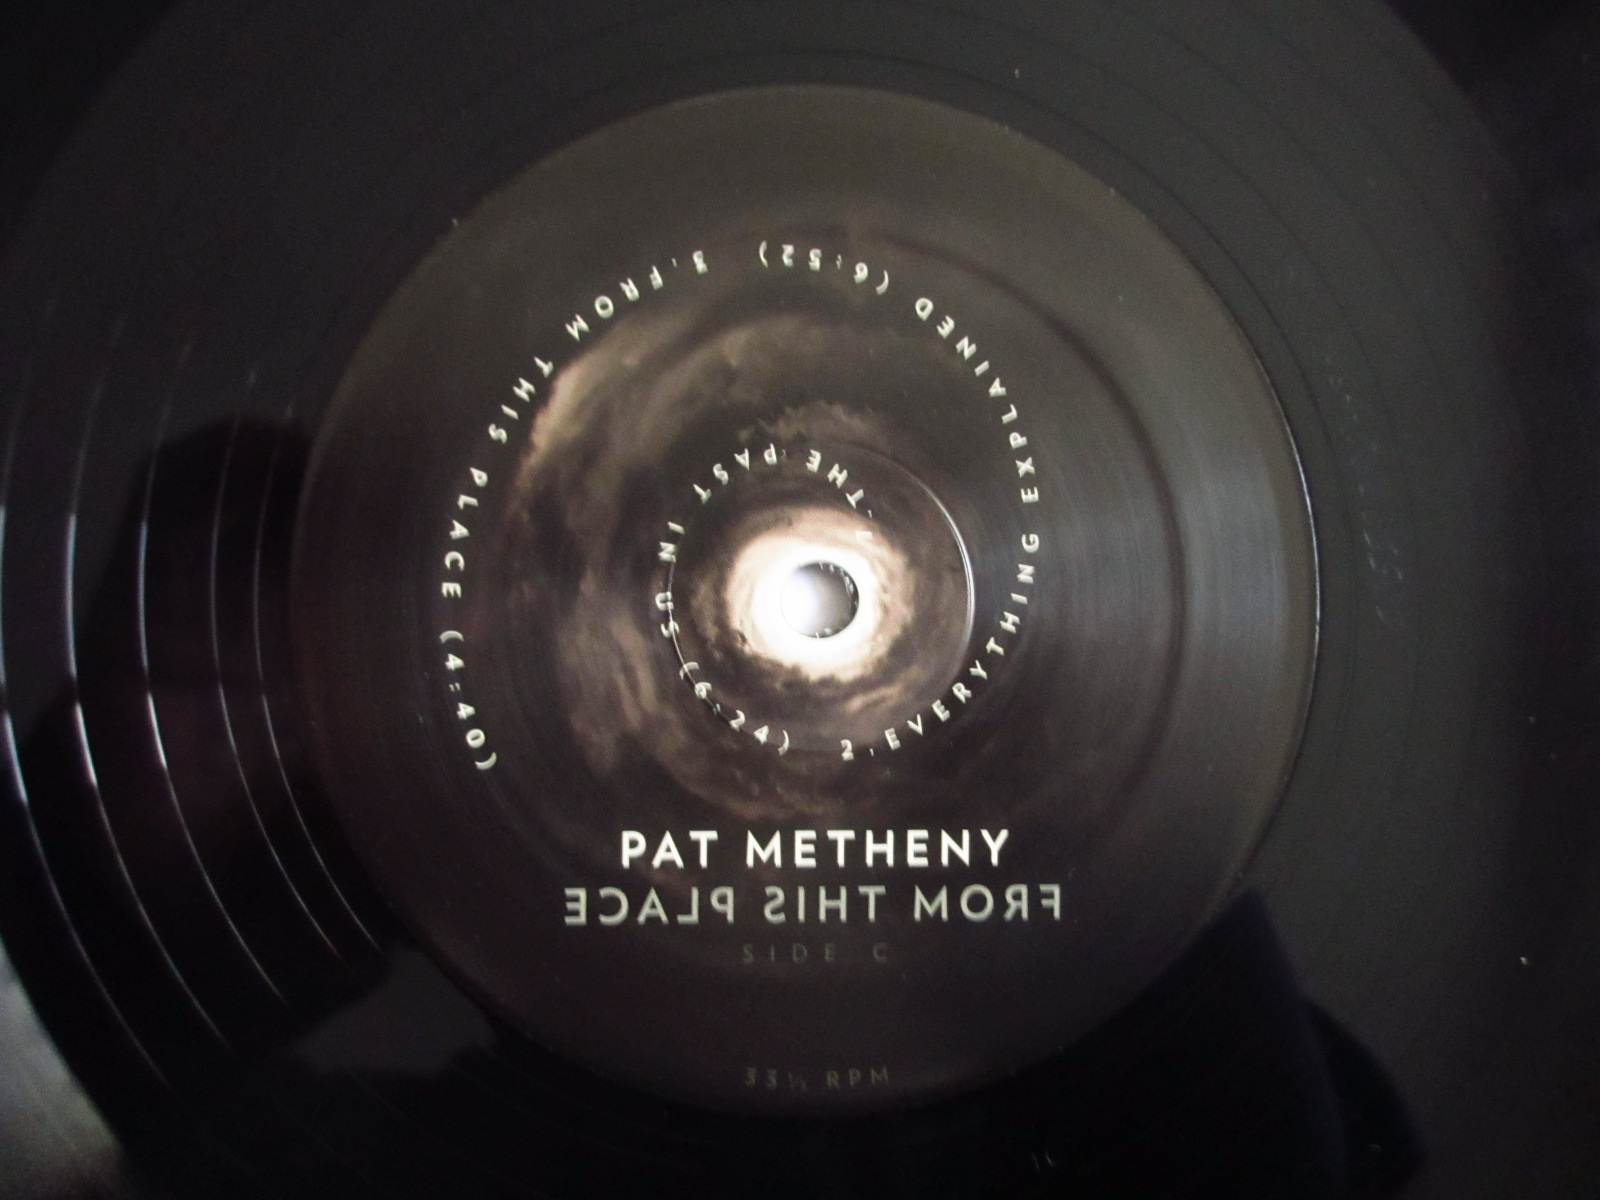 1. THE PAST IN US (6:24) 2. EVERYTHING EXPLAINED (6:52) 3. FROM THIS PLACE (4:40)
PAT METHENY
FROM THIS PLACE
SIDE C
33⅓ RPM